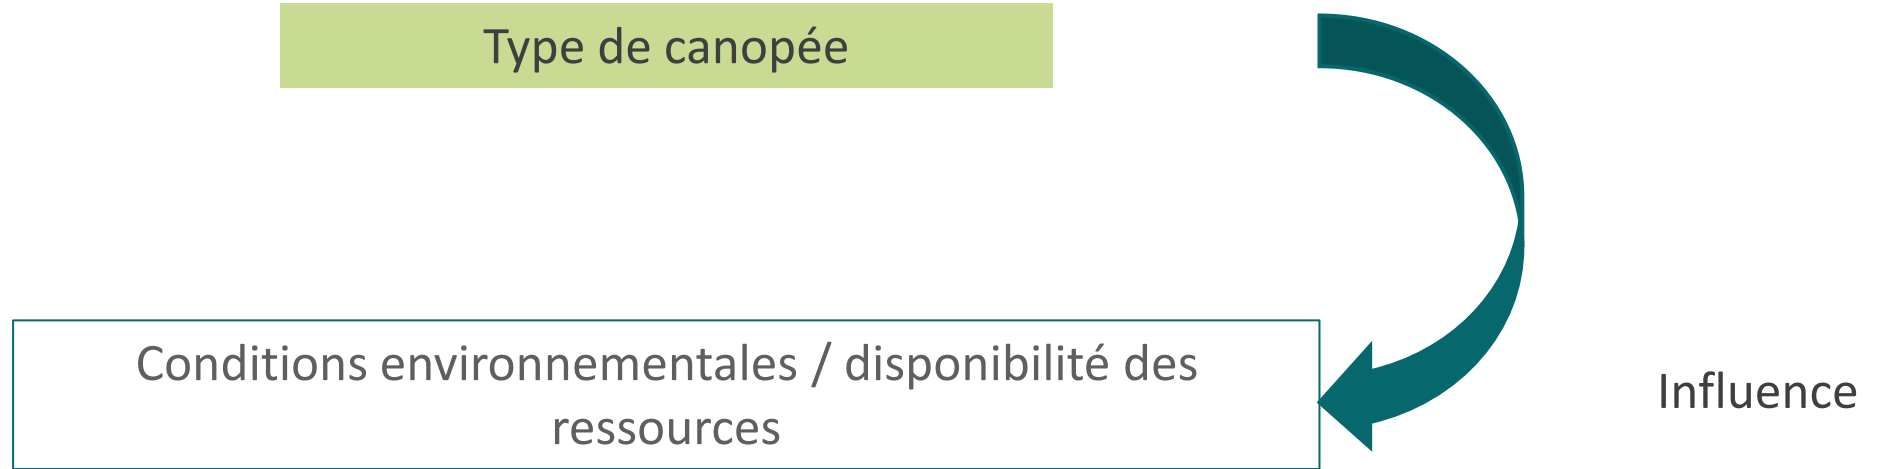 Type de canopée
Conditions environnementales / disponibilité des
ressources
Influence